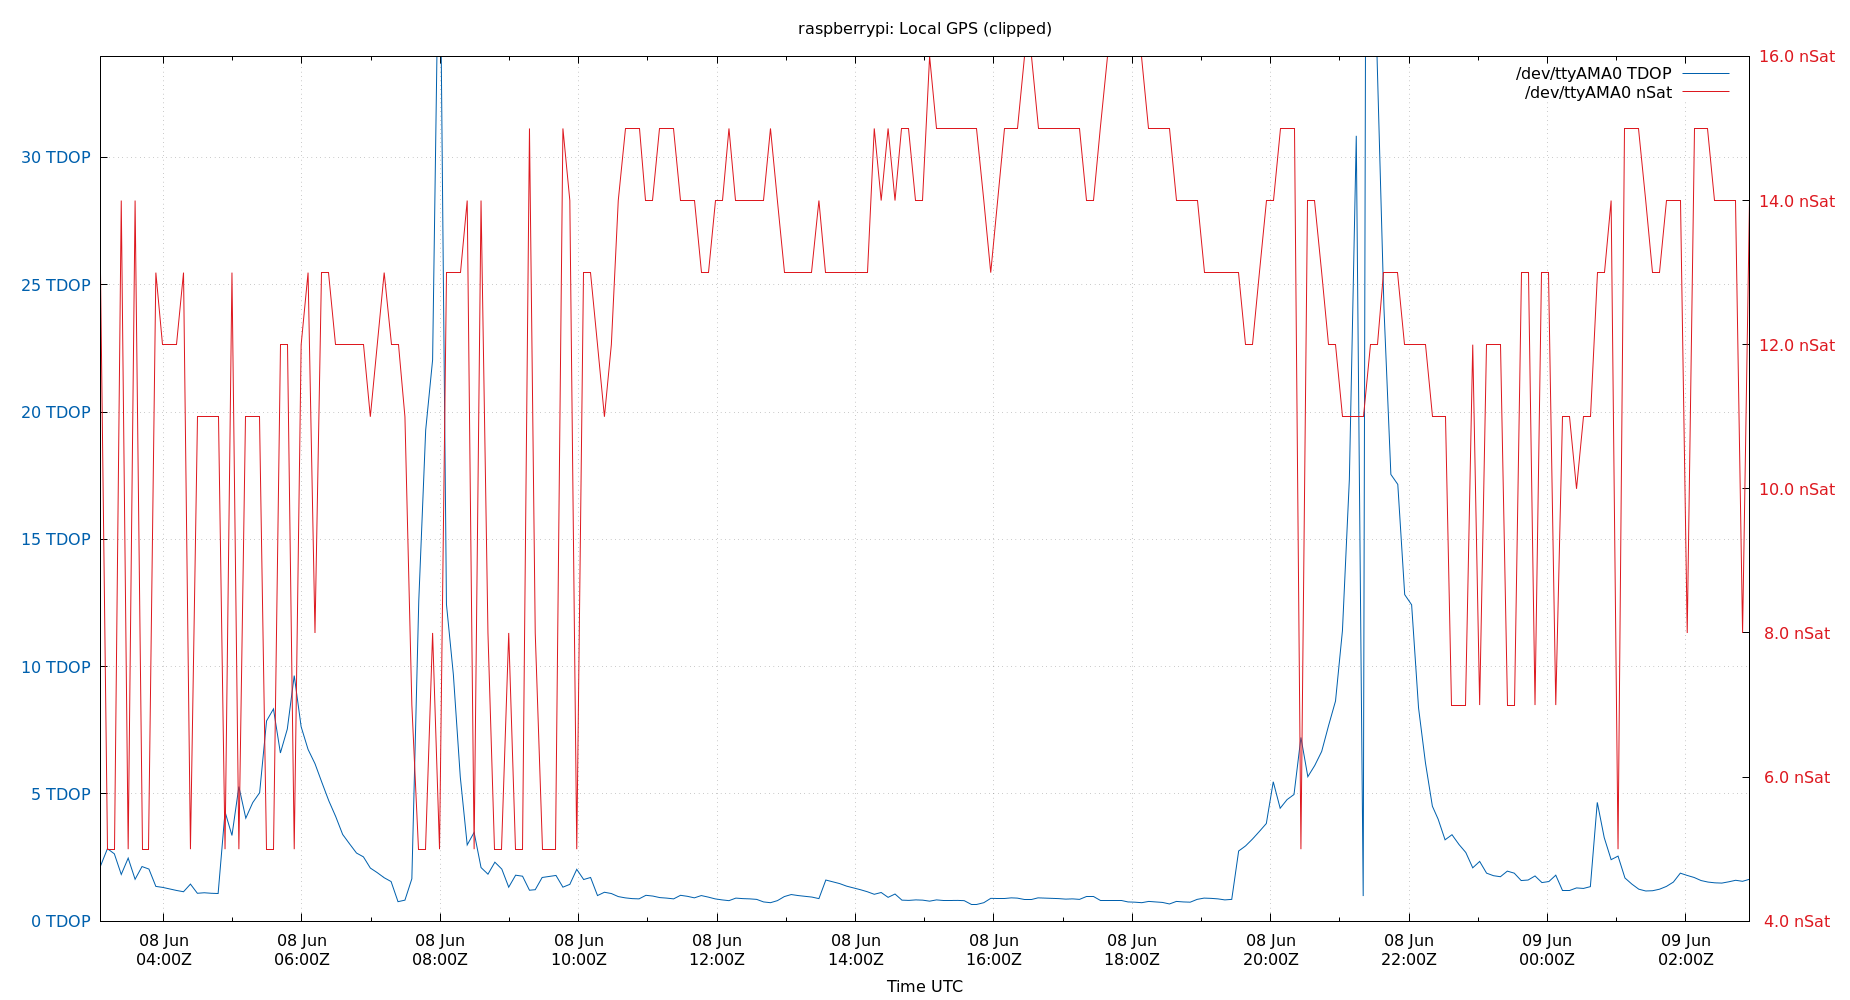 raspberrypi: Local GPS (clipped)
/dev/ttyAMA0 TDOP
/dev/ttyAMA0 nSat
30 TDOP
25 TDOP
20 TDOP
15 TDOP
10 TDOP
5 TDOP
0 TDOP
16.0 nSat
14.0 nSat
12.0 nSat
10.0 nSat
8.0 nSat
6.0 nSat
4.0 nSat
08 Jun
04:00Z
08 Jun
06:00Z
08 Jun
08:00Z
08 Jun
10:00Z
08 Jun
12:00Z
08 Jun
14:00Z
08 Jun
16:00Z
08 Jun
18:00Z
08 Jun
20:00Z
08 Jun
22:00Z
09 Jun
00:00Z
09 Jun
02:00Z
Time UTC